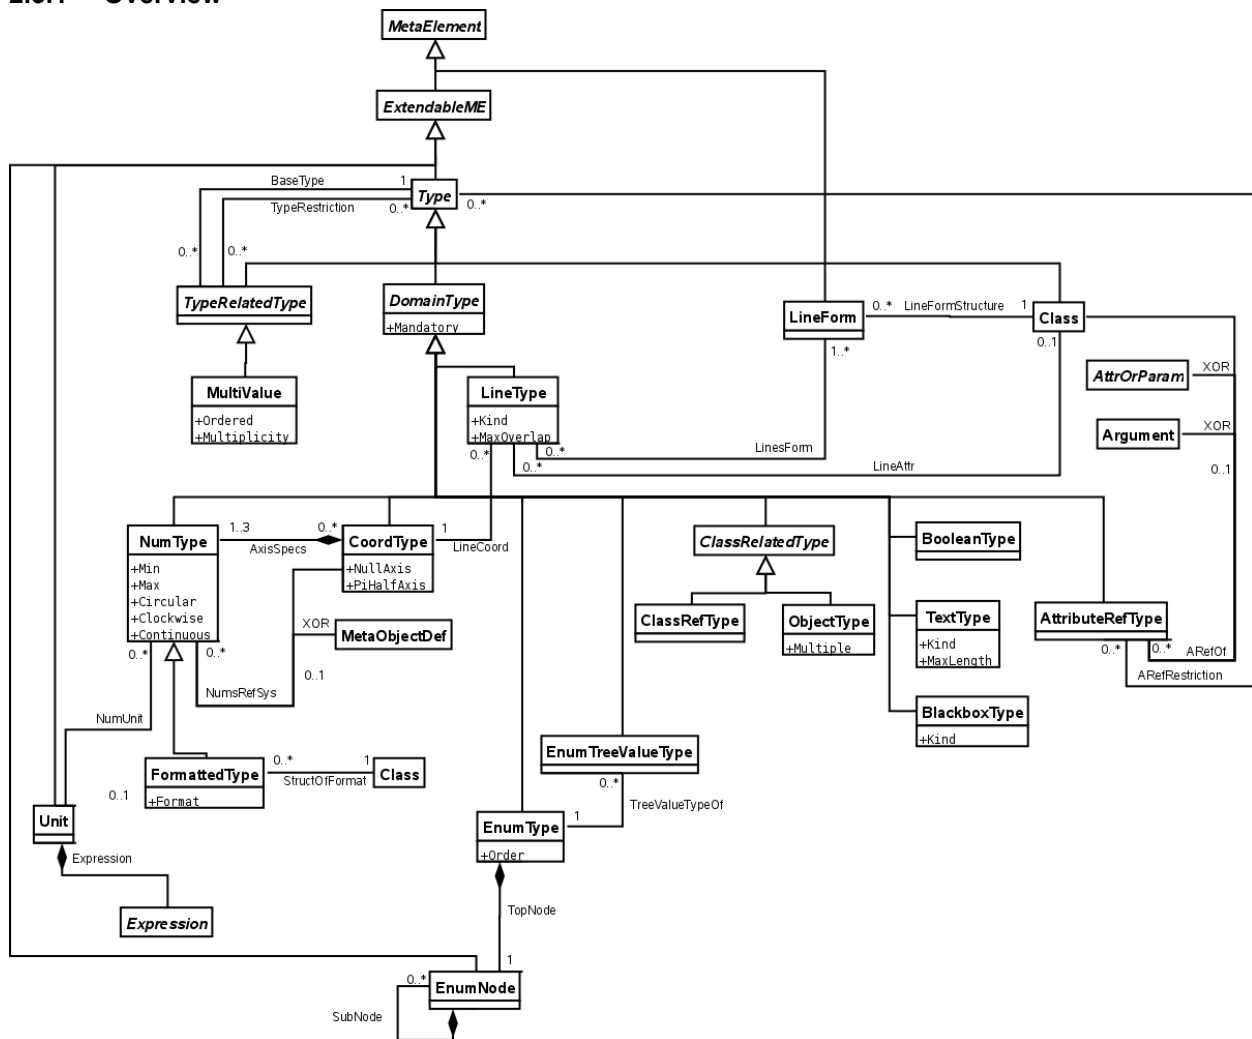 Overview
MetaElement
ExtendableME
BaseType
1
Type
TypeRestriction
0..*
0..*
0..*
0..*
TypeRelatedType
DomainType
+Mandatory
LineForm
0..*
LineFormStructure
1
Class
1..*
0..1
MultiValue
+Ordered
+Multiplicity
LineType
+Kind
+MaxOverlap
AttrOrParam
XOR
Argument
XOR
0..*
0..*
LinesForm
0..*
LineAttr
0..1
NumType
+Min
+Max
+Circular
+Clockwise
+Continuous
1..3
AxisSpecs
0..*
CoordType
+NullAxis
+PiHalfAxis
1
LineCoord
ClassRelatedType
BooleanType
ClassRefType
ObjectType
+Multiple
TextType
+Kind
+MaxLength
AttributeRefType
XOR
MetaObjectDef
0..*
0..*
0..1
NumsRefSys
0..*
0..*
ARefOf
ARefRestriction
NumUnit
BlackboxType
+Kind
FormattedType
+Format
0..*
StructOfFormat
1
Class
EnumTreeValueType
0..*
0..1
TreeValueTypeOf
Unit
EnumType
+Order
1
Expression
Expression
TopNode
1
0..*
EnumNode
SubNode